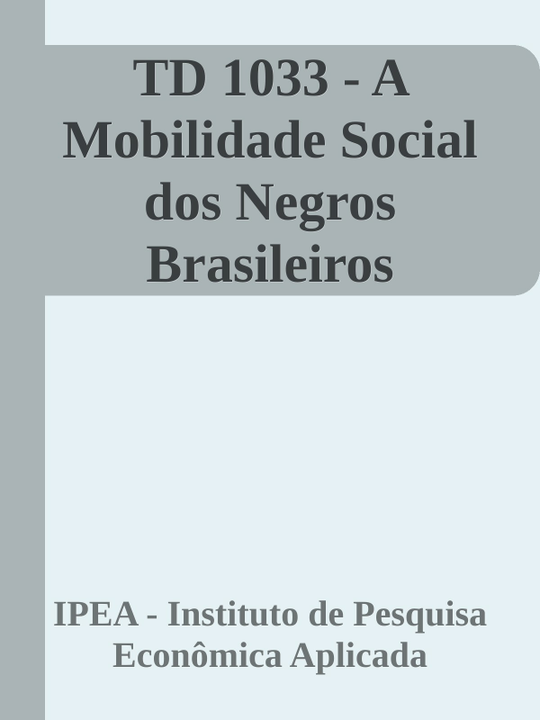 TD 1033 - A
Mobilidade Social
dos Negros
Brasileiros
IPEA - Instituto de Pesquisa
Econômica Aplicada